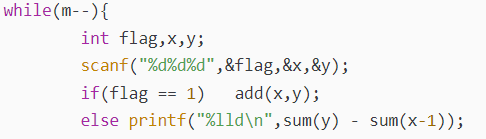 while(m--){
        int flag,x,y;
        scanf("%d%d%d",&flag,&x,&y);
        if(flag == 1)   add(x,y);
        else printf("%lld\n",sum(y) - sum(x-1));